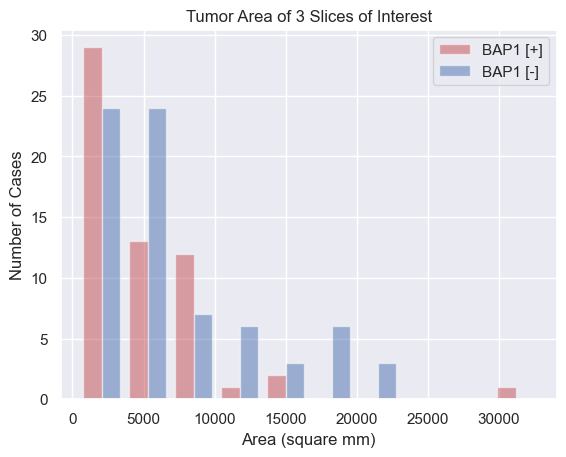 Tumor Area of 3 Slices of Interest
BAP1 [+]
BAP1 [-]
30
25
20
15
10
5
0
Number of Cases
0 5000 10000 15000 20000 25000 30000
Area (square mm)